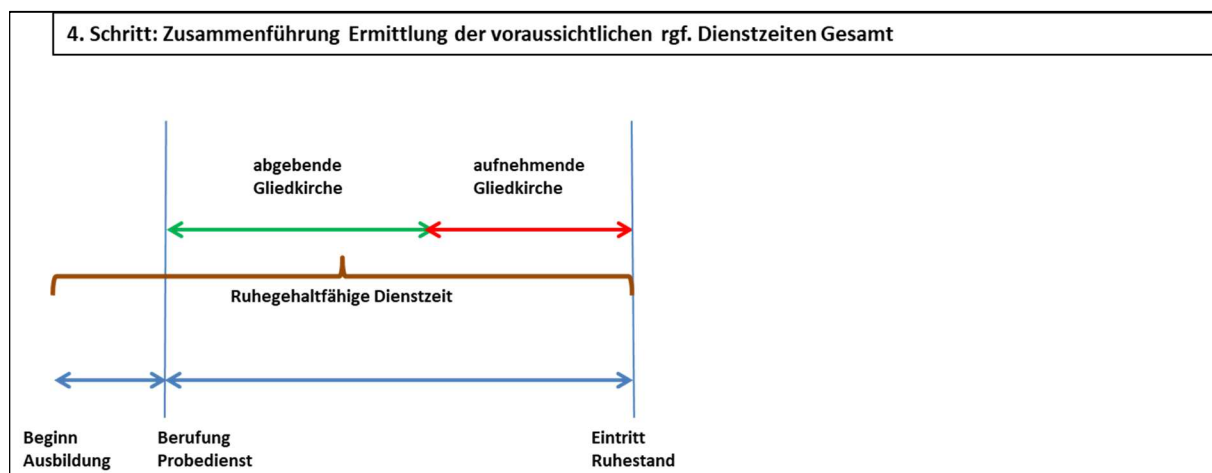 4. Schritt: Zusammenführung Ermittlung der voraussichtlichen rgf. Dienstzeiten Gesamt
abgebende
Gliedkirche
aufnehmende
Gliedkirche
Ruhegehaltfähige Dienstzeit
Beginn
Ausbildung
Berufung
Probedienst
Eintritt
Ruhestand